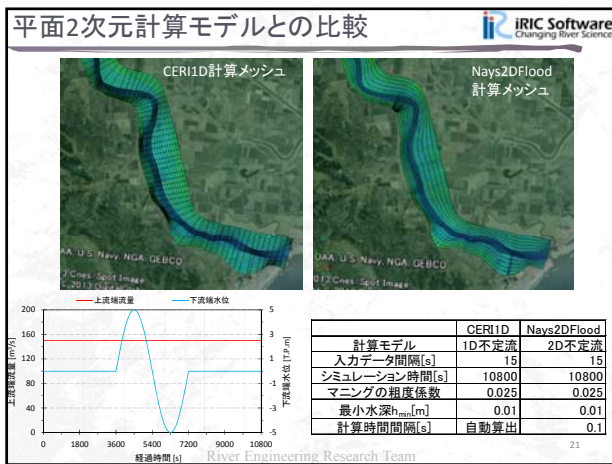 平面2次元計算モデルとの比較
iRIC Software
Changing River Science
CERI1D計算メッシュ
Nays2DFlood
計算メッシュ
OAA, U.S. Navy, NGA, GEBCO
2013 Cnes/Spot Image
OAA, U.S. Navy, NGA, GEBCO
Cnes/Spot Image
上流端流量
下流端水位
上流端流量 [m³/s]
200
160
120
80
40
0
5
3
1
-1
-3
-5
下流端水位 [T.P.m]
0 1800 3600 5400 7200 9000 10800
経過時間 [s]
CERI1D Nays2DFlood
計算モデル 1D不定流 2D不定流
入力データ間隔[s] 15 15
シミュレーション時間[s] 10800 10800
マニングの粗度係数 0.025 0.025
最小水深hmin[m] 0.01 0.01
計算時間間隔[s] 自動算出 0.1
River Engineering Research Team
21